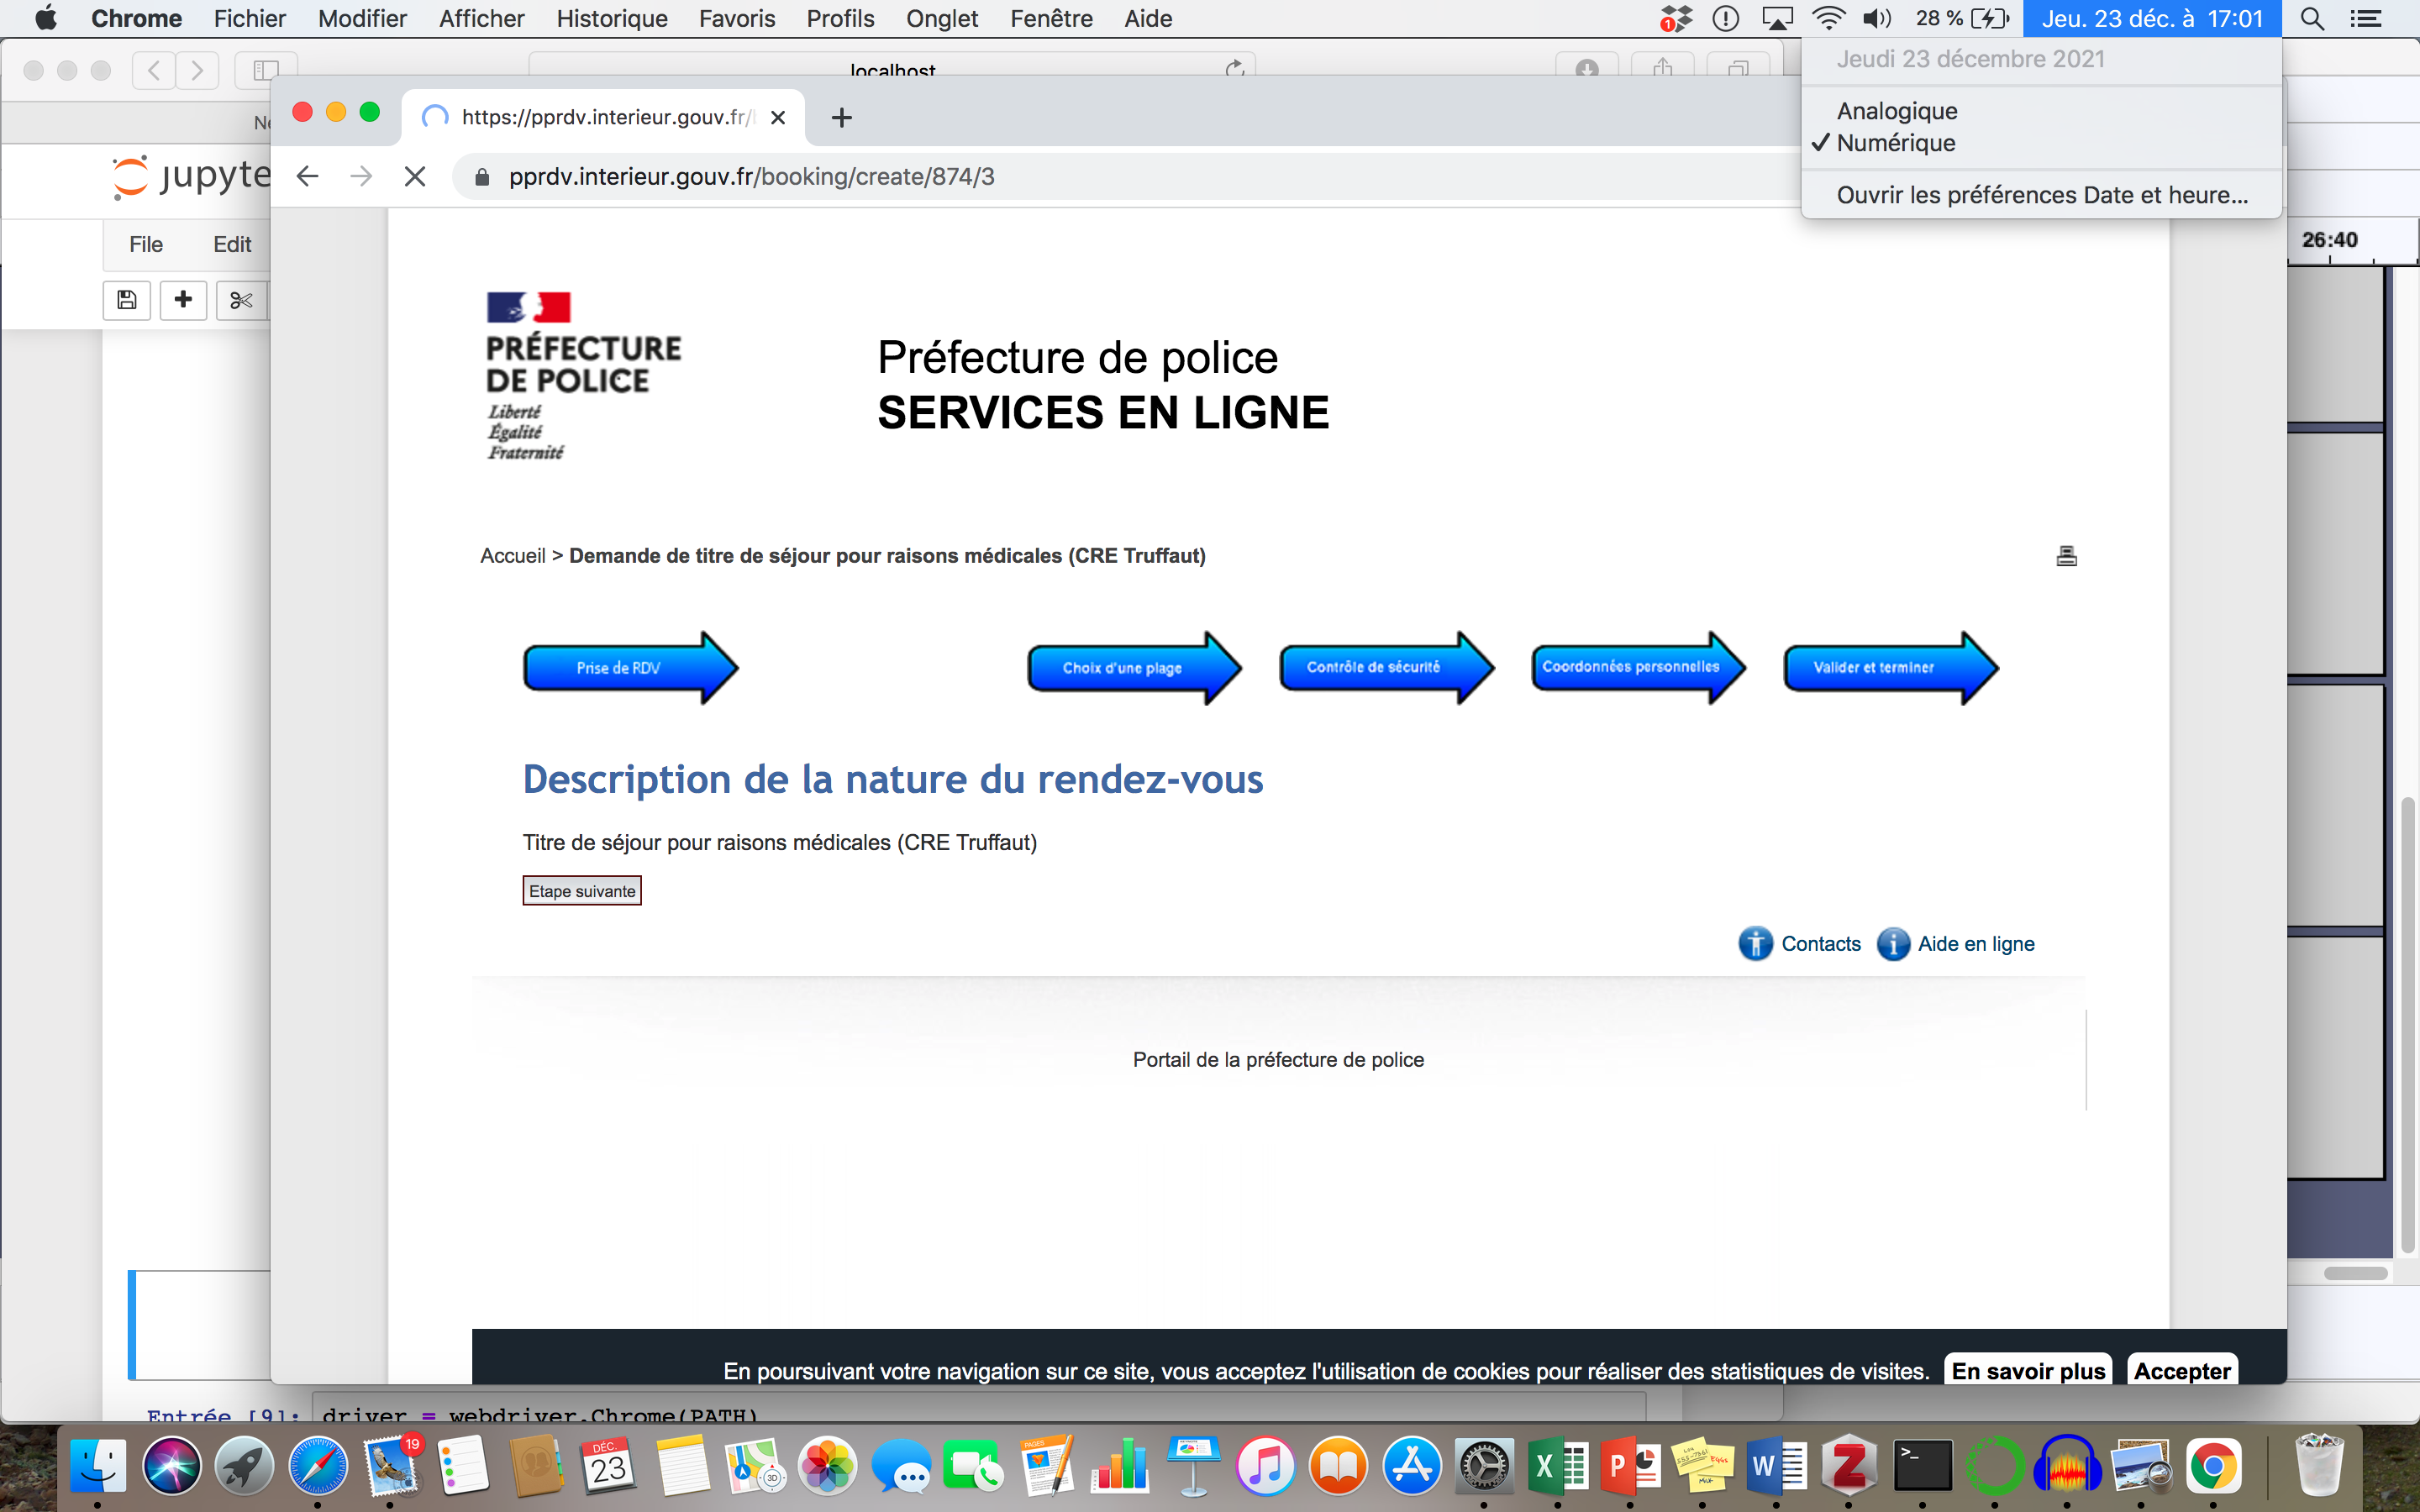 Chrome Fichier Modifier Afficher Historique Favoris Profils Onglet Fenêtre Aide
1
28 %
Jeu. 23 déc. à 17:01
Jeudi 23 décembre 2021
Analogique
✓ Numérique
Ouvrir les préférences Date et heure...
localhost
https://pprdv.interieur.gouv.fr/
pprdv.interieur.gouv.fr/booking/create/874/3
File Edit
26:40
PRÉFECTURE
DE POLICE
Liberté
Égalité
Fraternité
Préfecture de police
SERVICES EN LIGNE
Accueil > Demande de titre de séjour pour raisons médicales (CRE Truffaut)
Prise de RDV
Choix d'une plage
Contrôle de sécurité
Coordonnées personnelles
Valider et terminer
Description de la nature du rendez-vous
Titre de séjour pour raisons médicales (CRE Truffaut)
Etape suivante
Contacts
Aide en ligne
Portail de la préfecture de police
En poursuivant votre navigation sur ce site, vous acceptez l'utilisation de cookies pour réaliser des statistiques de visites. En savoir plus Accepter
Entrée [9]: driver = webdriver.Chrome(PATH)
19
DÉC.
23
PAGES
3D